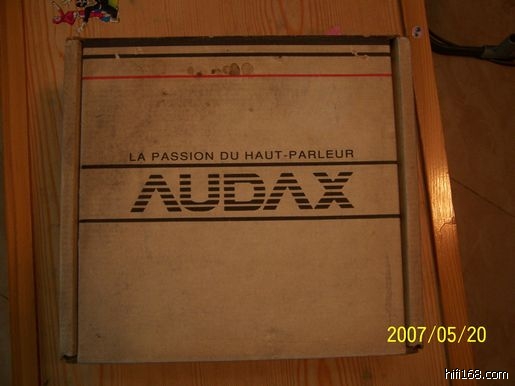 LA PASSION DU HAUT-PARLEUR
AUDAX
2007/05/20
hifi168.com